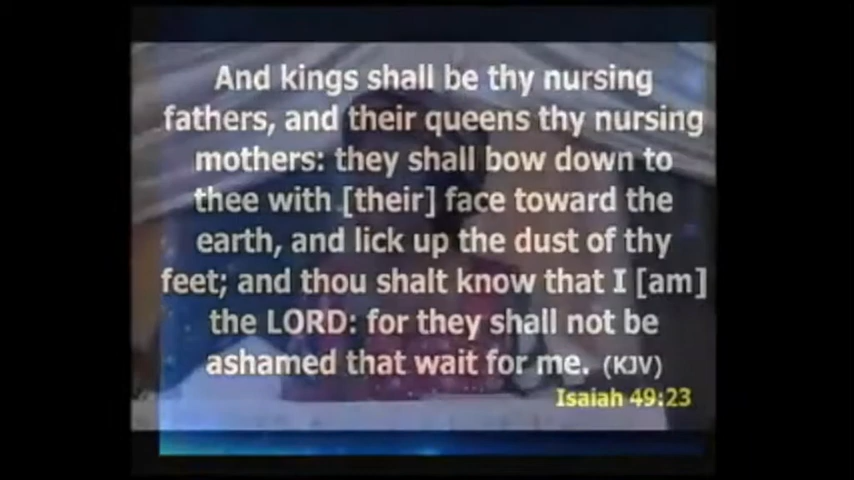 And kings shall be thy nursing
fathers, and their queens thy nursing
mothers: they shall bow down to
thee with [their] face toward the
earth, and lick up the dust of thy
feet; and thou shalt know that I [am]
the LORD: for they shall not be
ashamed that wait for me. (KJV)
Isaiah 49:23